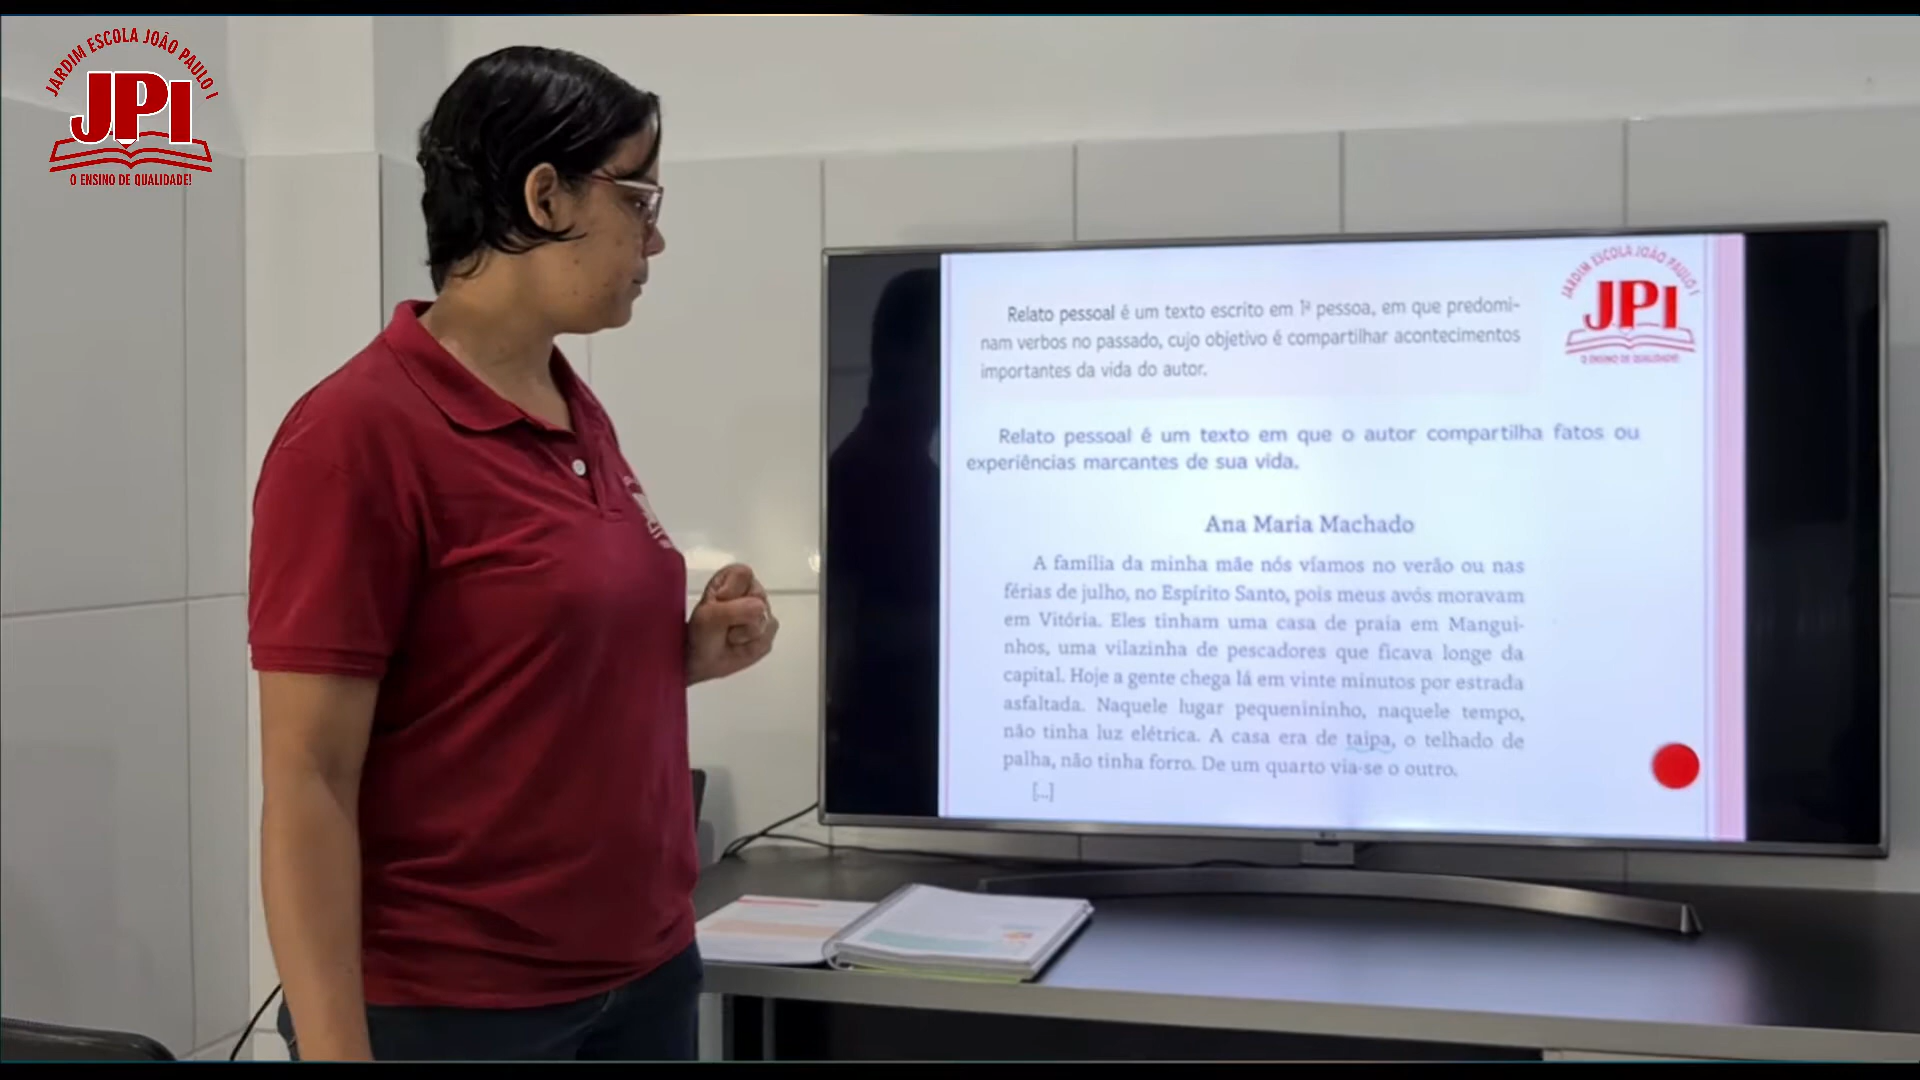 JARDIM ESCOLA JOÃO PAULO I
JPI
O ENSINO DE QUALIDADE!
JARDIM ESCOLA JOÃO PAULO I
JPI
O ENSINO DE QUALIDADE!
Relato pessoal é um texto escrito em 1ª pessoa, em que predomi-
nam verbos no passado, cujo objetivo é compartilhar acontecimentos
importantes da vida do autor.
Relato pessoal é um texto em que o autor compartilha fatos ou
experiências marcantes de sua vida.
Ana Maria Machado
A família da minha mãe nós víamos no verão ou nas
férias de julho, no Espírito Santo, pois meus avós moravam
em Vitória. Eles tinham uma casa de praia em Mangui-
nhos, uma vilazinha de pescadores que ficava longe da
capital. Hoje a gente chega lá em vinte minutos por estrada
asfaltada. Naquele lugar pequenininho, naquele tempo,
não tinha luz elétrica. A casa era de taipa, o telhado de
palha, não tinha forro. De um quarto via-se o outro.
[...]